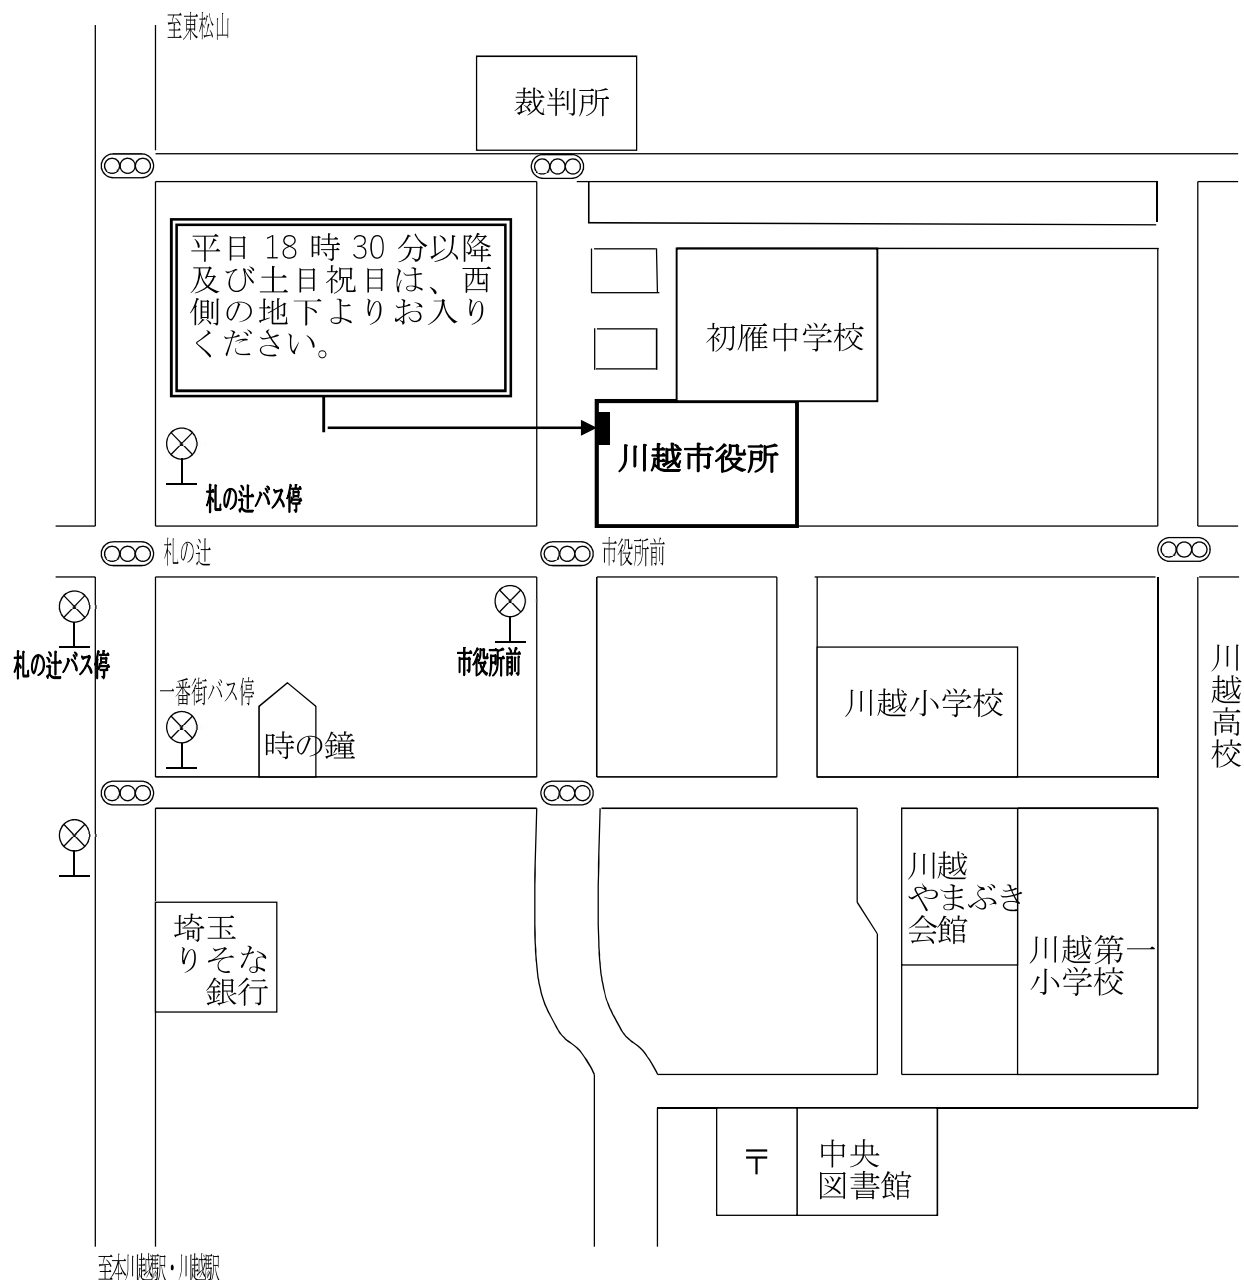 至東松山
裁判所
平日 18 時 30 分以降
及び土日祝日は、西
側の地下よりお入り
ください。
初雁中学校
川越市役所
札の辻バス停
札の辻
市役所前
札の辻バス停
市役所前
一番街バス停
時の鐘
川越小学校
川越高校
川越
やまぶき
会館
川越第一
小学校
埼玉
りそな
銀行
〒
中央
図書館
至本川越駅・川越駅